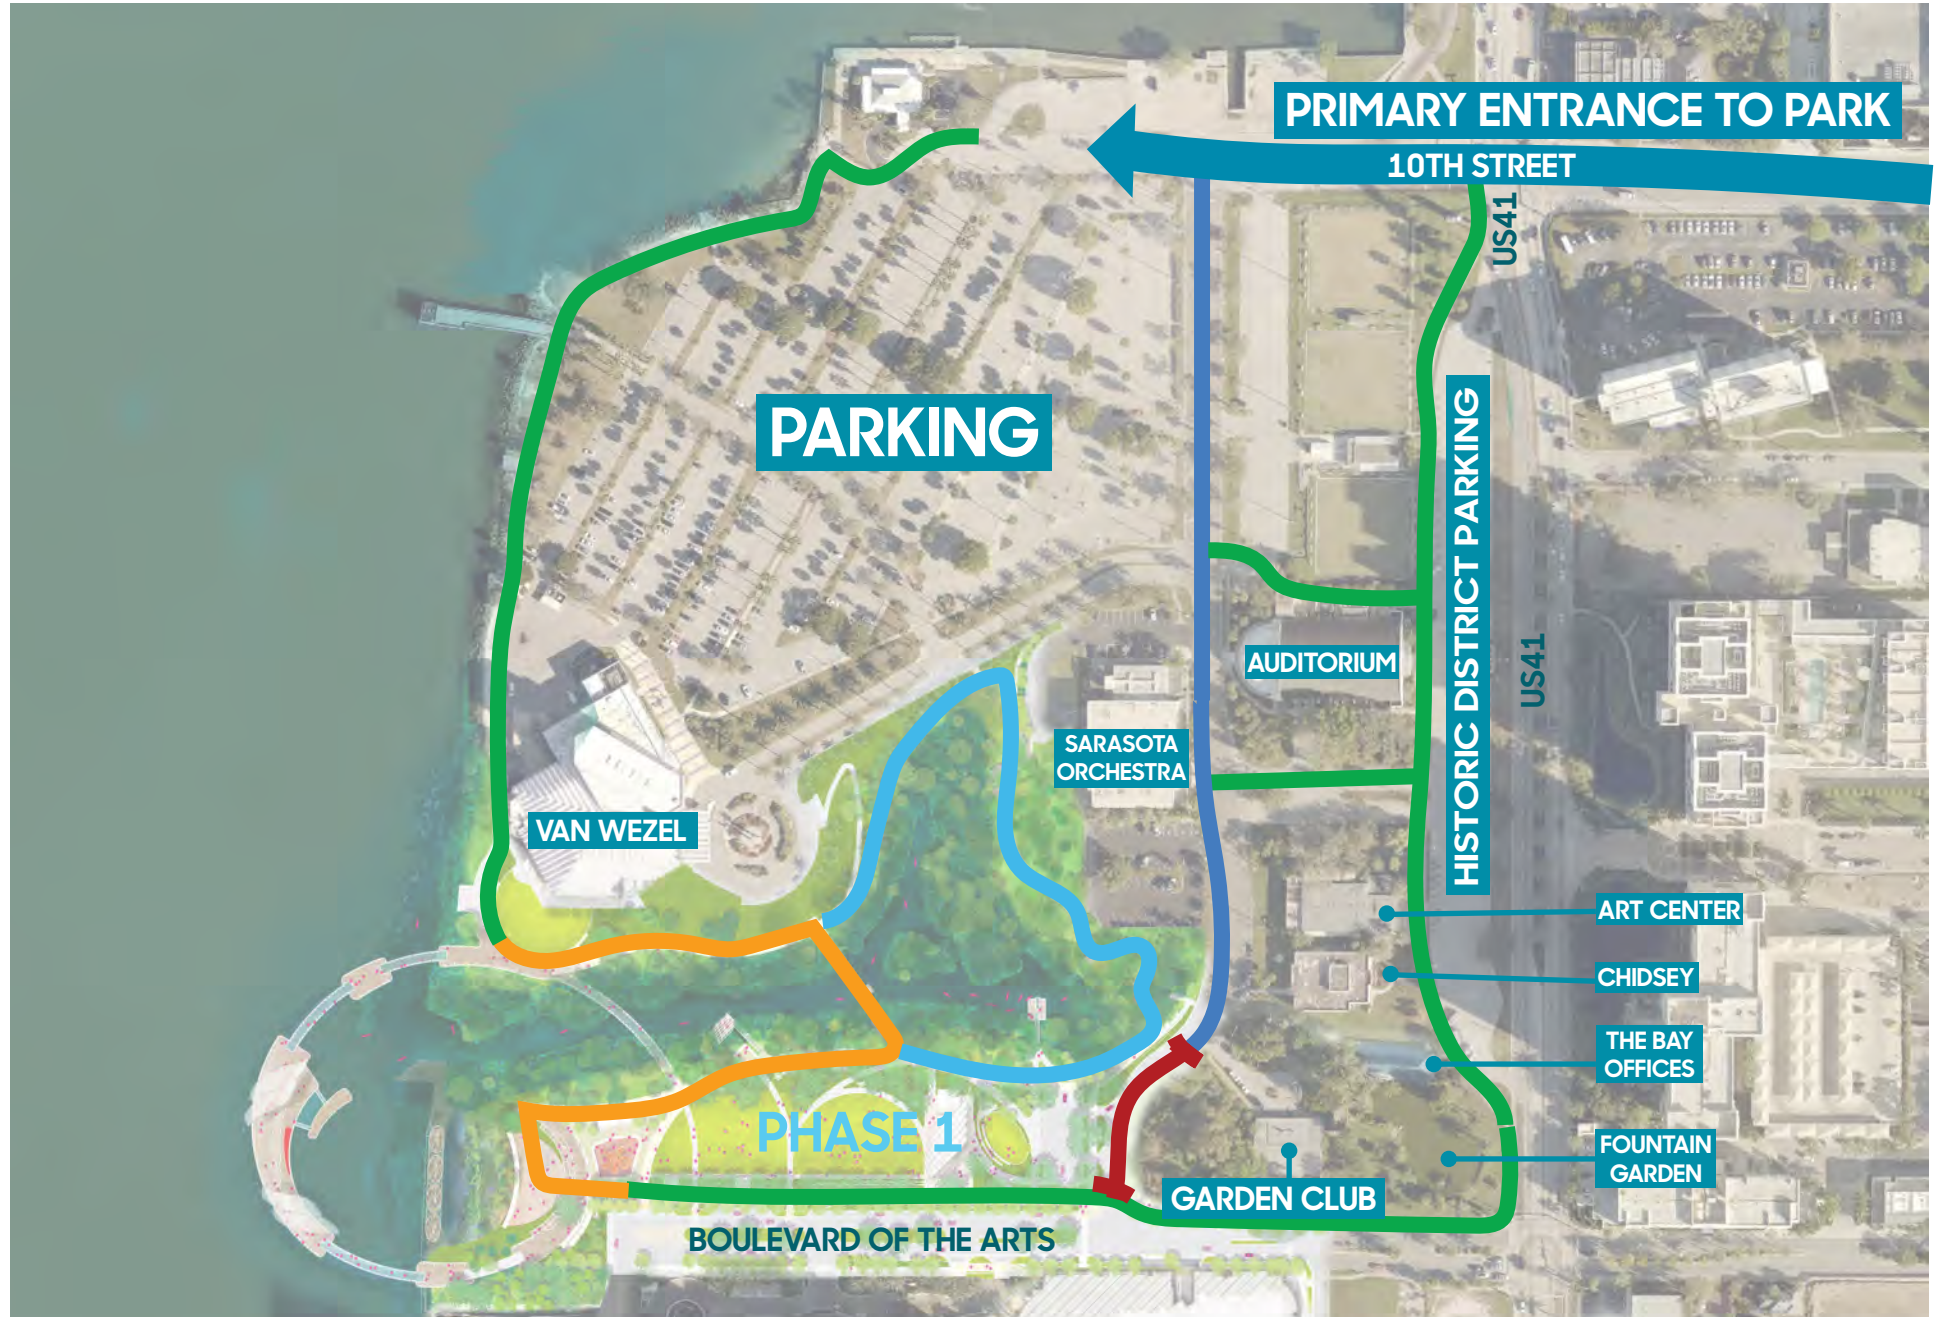 PRIMARY ENTRANCE TO PARK
10TH STREET
US41
PARKING
HISTORIC DISTRICT PARKING
AUDITORIUM
US41
SARASOTA
ORCHESTRA
VAN WEZEL
ART CENTER
CHIDSEY
THE BAY
OFFICES
PHASE 1
FOUNTAIN
GARDEN
GARDEN CLUB
BOULEVARD OF THE ARTS